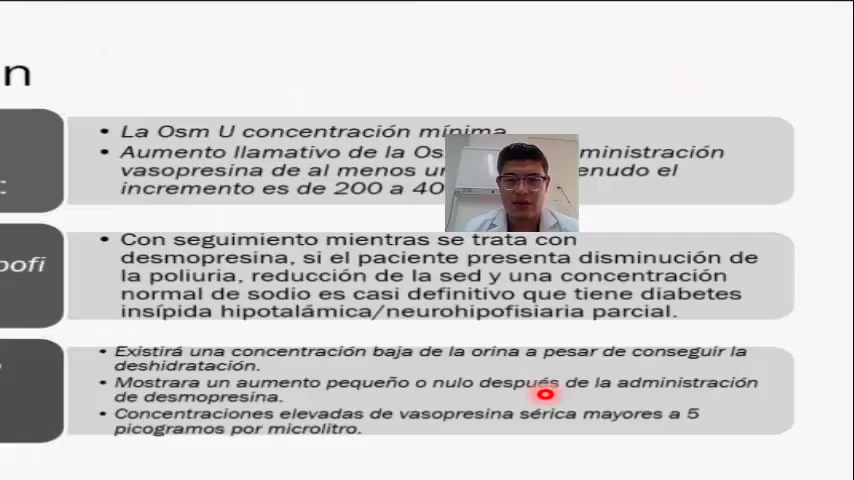 n
• La Osm U concentración mínima
• Aumento llamativo de la Os ministración
vasopresina de al menos un enudo el
incremento es de 200 a 40
:
• Con seguimiento mientras se trata con
pofi
desmopresina, si el paciente presenta disminución de
la poliuria, reducción de la sed y una concentración
normal de sodio es casi definitivo que tiene diabetes
insípida hipotalámica/neurohipofisiaria parcial.
• Existirá una concentración baja de la orina a pesar de conseguir la
deshidratación.
• Mostrara un aumento pequeño o nulo después de la administración
de desmopresina.
• Concentraciones elevadas de vasopresina sérica mayores a 5
picogramos por microlitro.